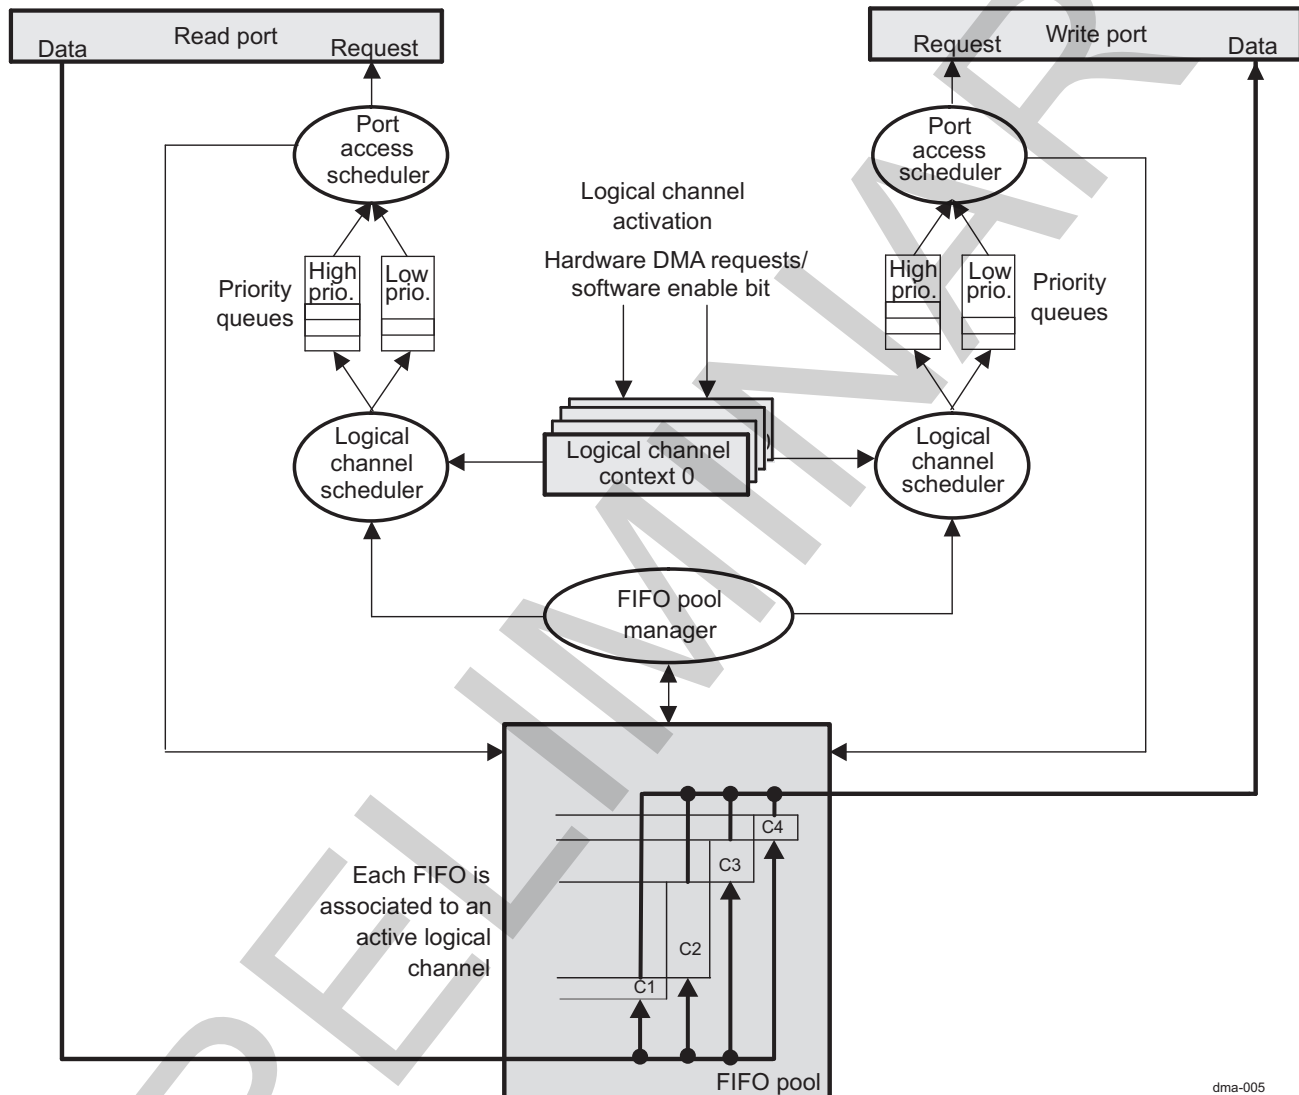 Read port
Data
Request
Write port
Request
Data
Port
access
scheduler
Port
access
scheduler
Logical channel
activation
Hardware DMA requests/
software enable bit
Priority
queues
High
prio.
Low
prio.
High
prio.
Low
prio.
Priority
queues
Logical
channel
scheduler
Logical channel
context 0
)
Logical
channel
scheduler
FIFO pool
manager
Each FIFO is
associated to an
active logical
channel
C4
C3
C2
C1
FIFO pool
dma-005
PRELIMINAR